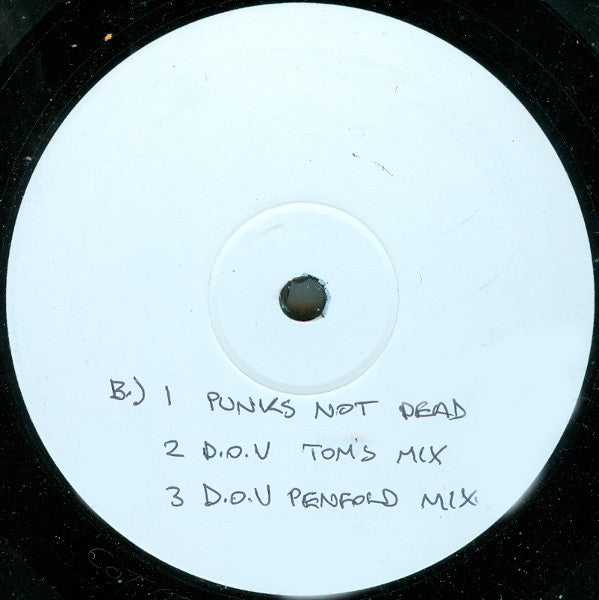 B.) 1 PUNKS NOT DEAD
2 D.O.V TOM'S MIX
3 D.O.V PENFOLD MIX